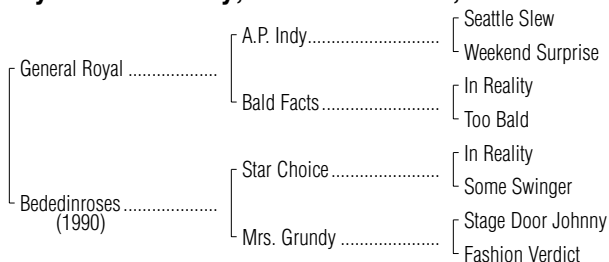 Seattle Slew
A.P. Indy
Weekend Surprise
General Royal
In Reality
Bald Facts
Too Bald
In Reality
Star Choice
Some Swinger
Bededinroses
(1990)
Stage Door Johnny
Mrs. Grundy
Fashion Verdict